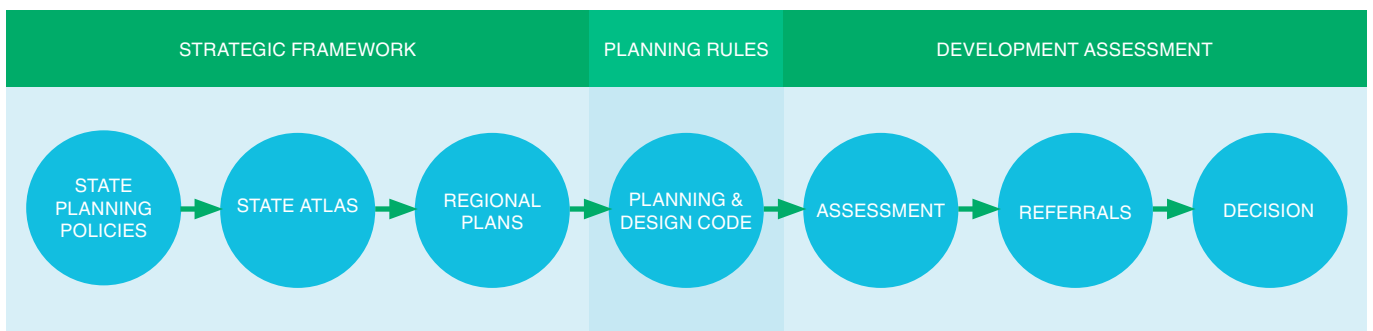 STRATEGIC FRAMEWORK
PLANNING RULES
DEVELOPMENT ASSESSMENT
STATE
PLANNING
POLICIES
STATE ATLAS
REGIONAL
PLANS
PLANNING &
DESIGN CODE
ASSESSMENT
REFERRALS
DECISION